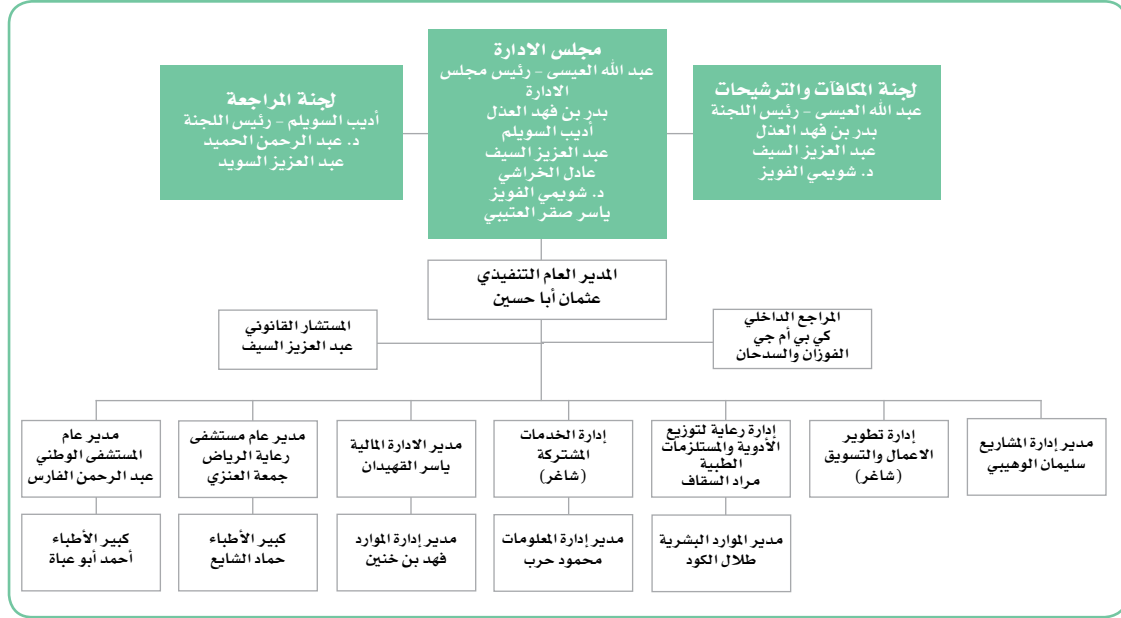 مجلس الادارة
عبد الله العيسى – رئيس مجلس
الادارة
بدر بن فهد العذل
أديب السويلم
عبد العزيز السيف
عادل الخراشي
د. شويمي الفويز
ياسر صقر العتيبي
لجنة المكافآت والترشيحات
عبد الله العيسى – رئيس اللجنة
بدر بن فهد العذل
عبد العزيز السيف
د. شويمي الفويز
لجنة المراجعة
أديب السويلم – رئيس اللجنة
د. عبد الرحمن الحميد
عبد العزيز السويد
المدير العام التنفيذي
عثمان أبا حسين
المراجع الداخلي
كي بي أم جي
الفوزان والسدحان
المستشار القانوني
عبد العزيز السيف
مدير إدارة المشاريع
سليمان الوهيبي
إدارة تطوير
الاعمال والتسويق
(شاغر)
إدارة رعاية لتوزيع
الأدوية والمستلزمات
الطبية
مراد السقاف
إدارة الخدمات
المشتركة
(شاغر)
مدير الادارة المالية
ياسر القهيدان
مدير عام مستشفى
رعاية الرياض
جمعة العنزي
مدير عام
المستشفى الوطني
عبد الرحمن الفارس
مدير الموارد البشرية
طلال الكود
مدير إدارة المعلومات
محمود حرب
مدير إدارة الموارد
فهد بن خنين
كبير الأطباء
حماد الشايع
كبير الأطباء
أحمد أبو عباة